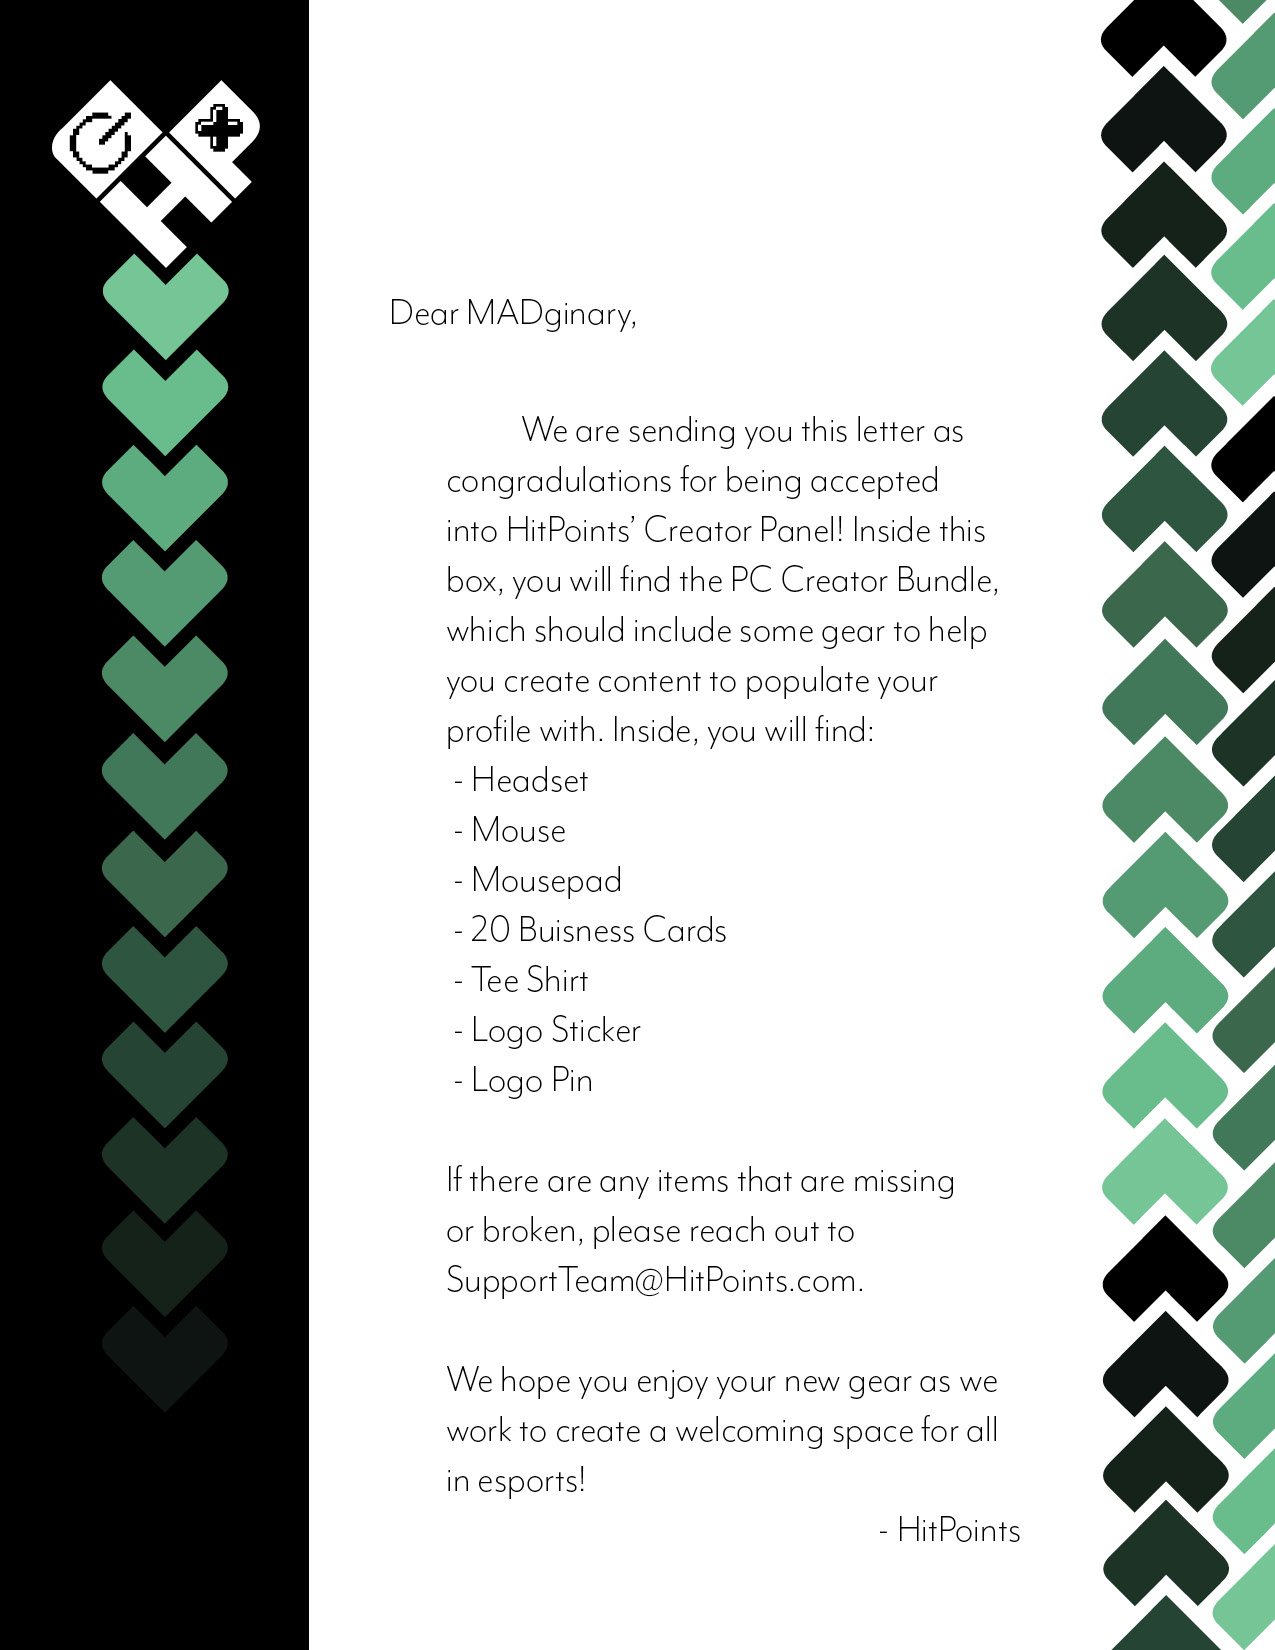 HP
Dear MADginary,
We are sending you this letter as
congradulations for being accepted
into HitPoints’ Creator Panel! Inside this
box, you will find the PC Creator Bundle,
which should include some gear to help
you create content to populate your
profile with. Inside, you will find:
- Headset
- Mouse
- Mousepad
- 20 Buisness Cards
- Tee Shirt
- Logo Sticker
- Logo Pin
If there are any items that are missing
or broken, please reach out to
SupportTeam@HitPoints.com.
We hope you enjoy your new gear as we
work to create a welcoming space for all
in esports!
- HitPoints